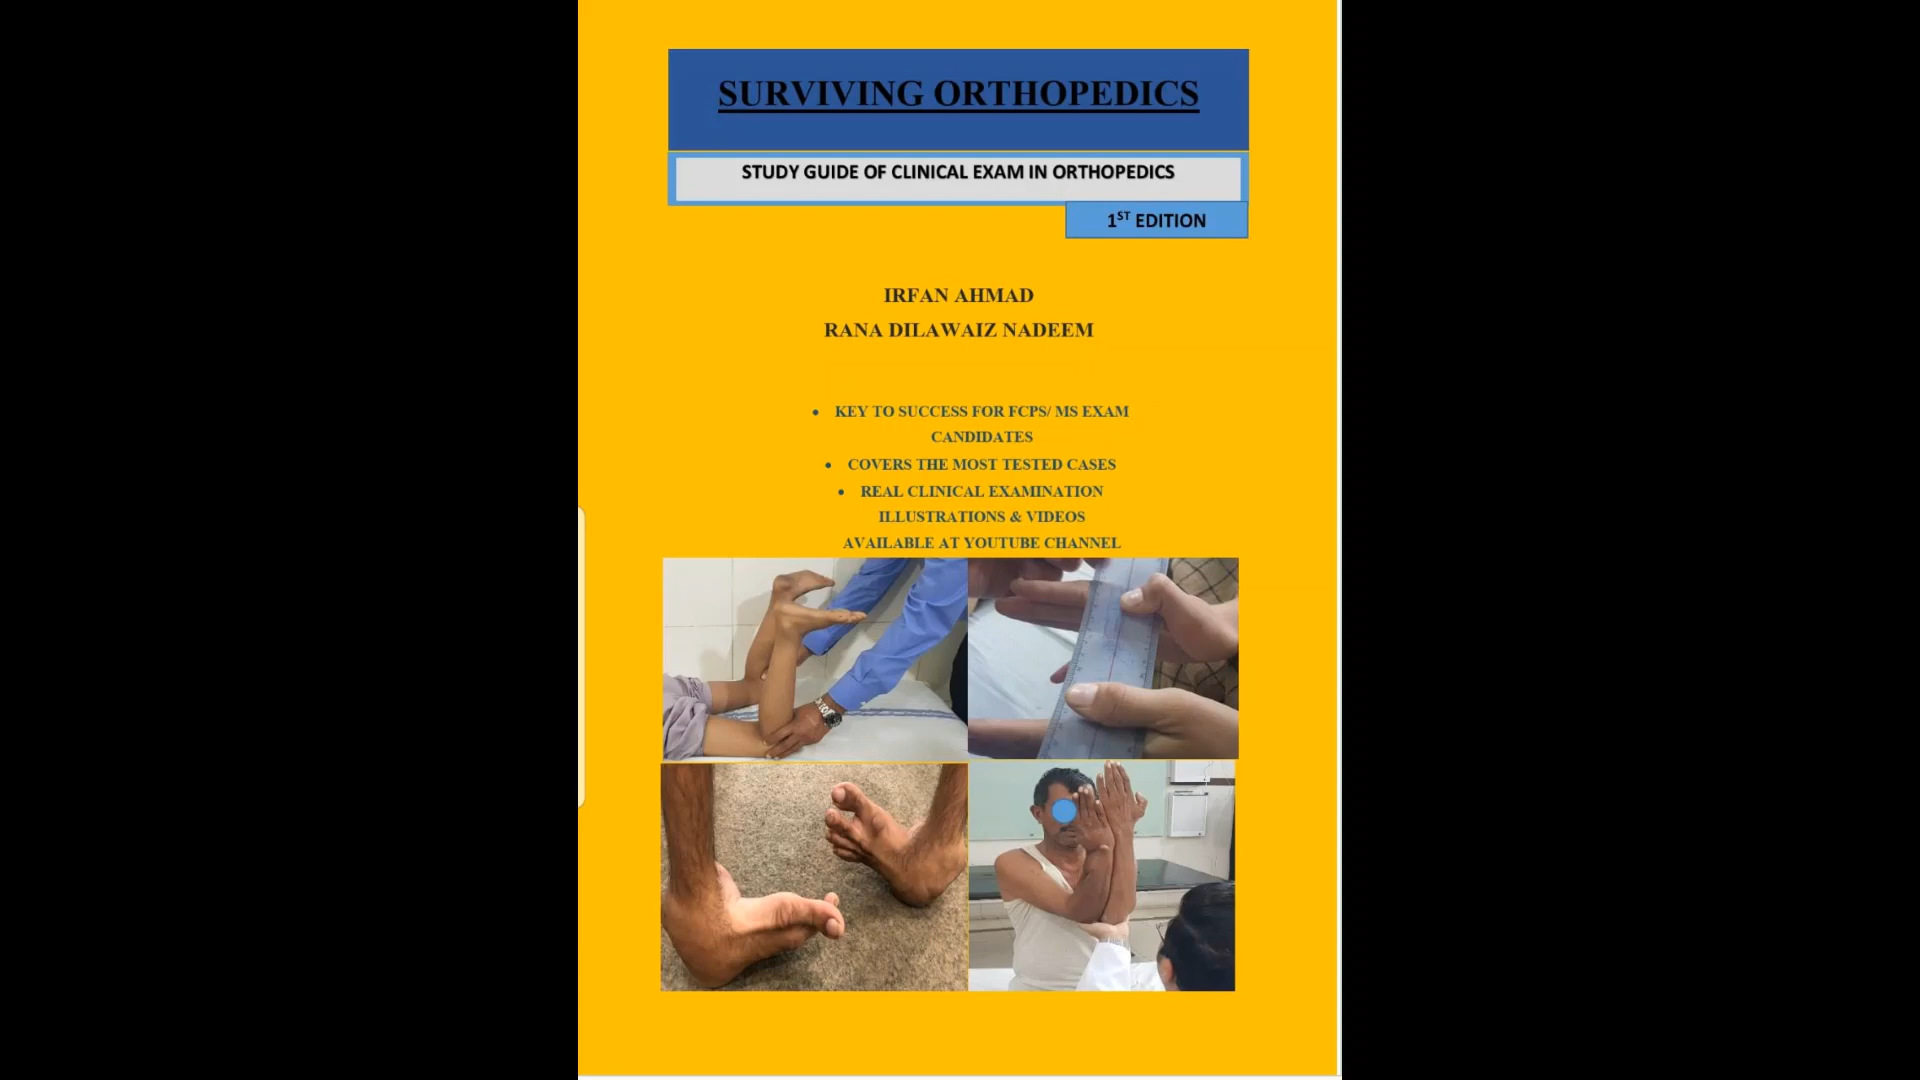 SURVIVING ORTHOPEDICS
STUDY GUIDE OF CLINICAL EXAM IN ORTHOPEDICS
1ST EDITION
IRFAN AHMAD
RANA DILAWAIZ NADEEM
• KEY TO SUCCESS FOR FCPS/ MS EXAM
CANDIDATES
• COVERS THE MOST TESTED CASES
• REAL CLINICAL EXAMINATION
ILLUSTRATIONS & VIDEOS
AVAILABLE AT YOUTUBE CHANNEL